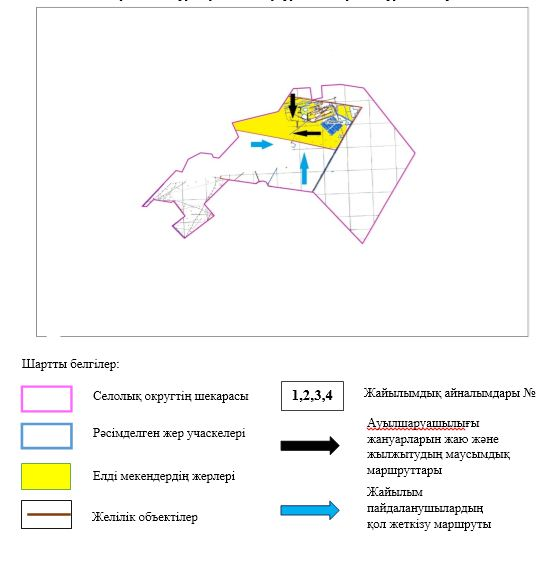 Шартты белгілер:
Селолық округтің шекарасы
Рәсімделген жер учаскелері
Елді мекендердің жерлері
Желілік объектілер
1,2,3,4
Жайылымдық айналымдары №
Ауылшаруашылығы
жануарларын жаю және
жылжытудың маусымдық
маршруттары
Жайылым
пайдаланушылардың
қол жеткізу маршруты